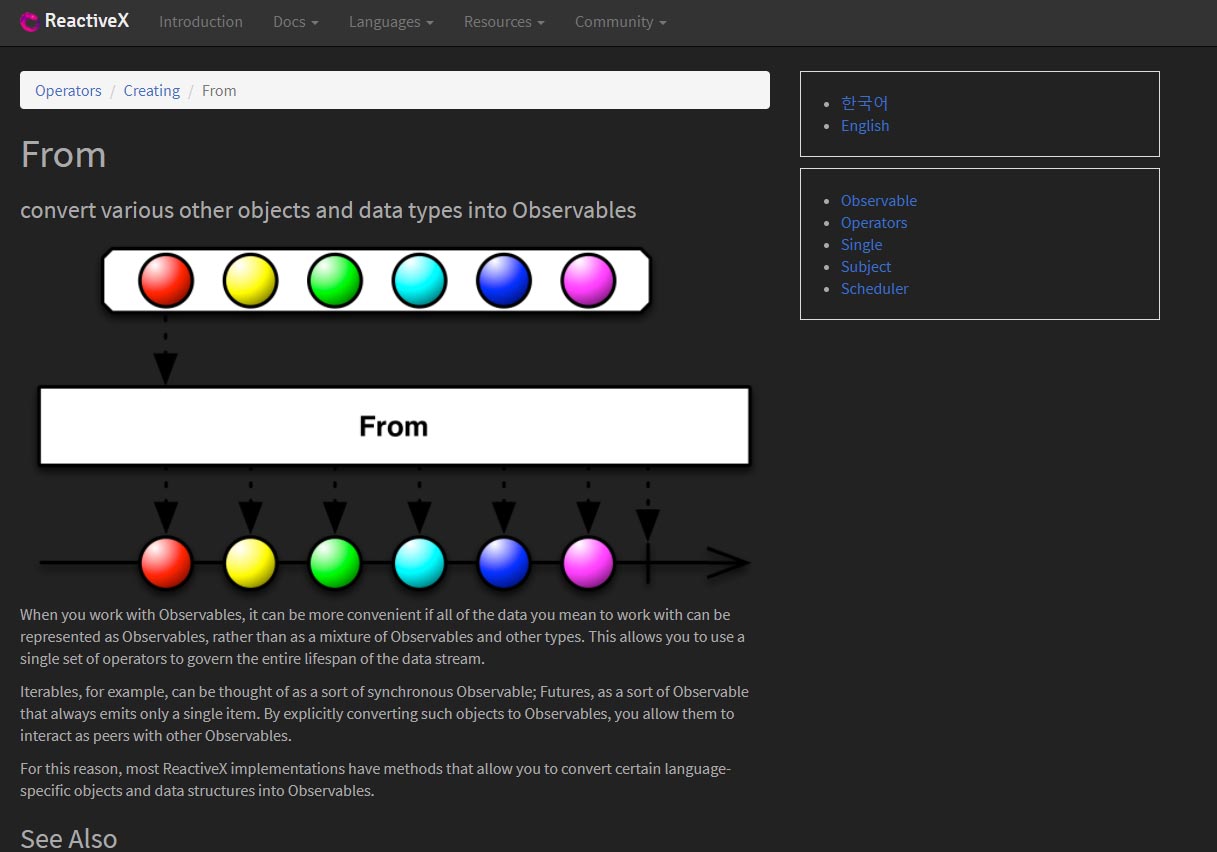 ReactiveX Introduction Docs Languages Resources Community
Operators / Creating / From
From
convert various other objects and data types into Observables
From
When you work with Observables, it can be more convenient if all of the data you mean to work with can be
represented as Observables, rather than as a mixture of Observables and other types. This allows you to use a
single set of operators to govern the entire lifespan of the data stream.
Iterables, for example, can be thought of as a sort of synchronous Observable; Futures, as a sort of Observable
that always emits only a single item. By explicitly converting such objects to Observables, you allow them to
interact as peers with other Observables.
For this reason, most ReactiveX implementations have methods that allow you to convert certain language-
specific objects and data structures into Observables.
See Also
한국어
English
Observable
Operators
Single
Subject
Scheduler